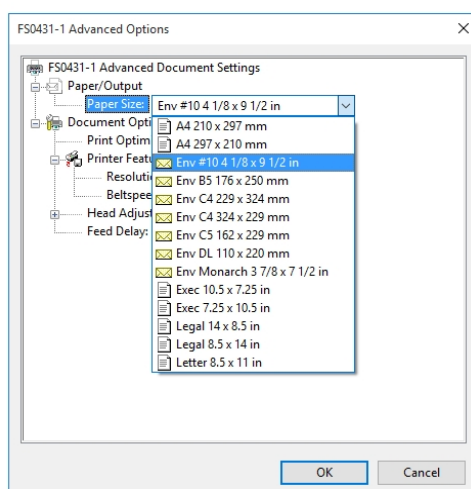 FS0431-1 Advanced Options
FS0431-1 Advanced Document Settings
Paper/Output
Paper Size: Env #10 4 1/8 x 9 1/2 in
Document Opti
Print Optim
Printer Featu
Resoluti
Beltspee
Head Adjust
Feed Delay:
A4 210 x 297 mm
A4 297 x 210 mm
Env #10 4 1/8 x 9 1/2 in
Env B5 176 x 250 mm
Env C4 229 x 324 mm
Env C4 324 x 229 mm
Env C5 162 x 229 mm
Env DL 110 x 220 mm
Env Monarch 3 7/8 x 7 1/2 in
Exec 10.5 x 7.25 in
Exec 7.25 x 10.5 in
Legal 14 x 8.5 in
Legal 8.5 x 14 in
Letter 8.5 x 11 in
OK Cancel